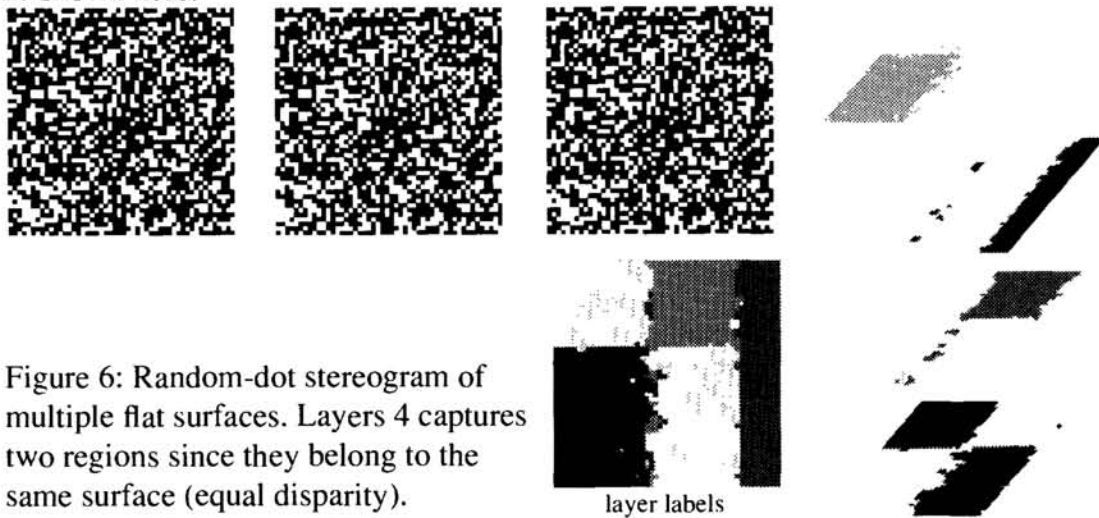 Figure 6: Random-dot stereogram of
multiple flat surfaces. Layers 4 captures
two regions since they belong to the
same surface (equal disparity).
layer labels